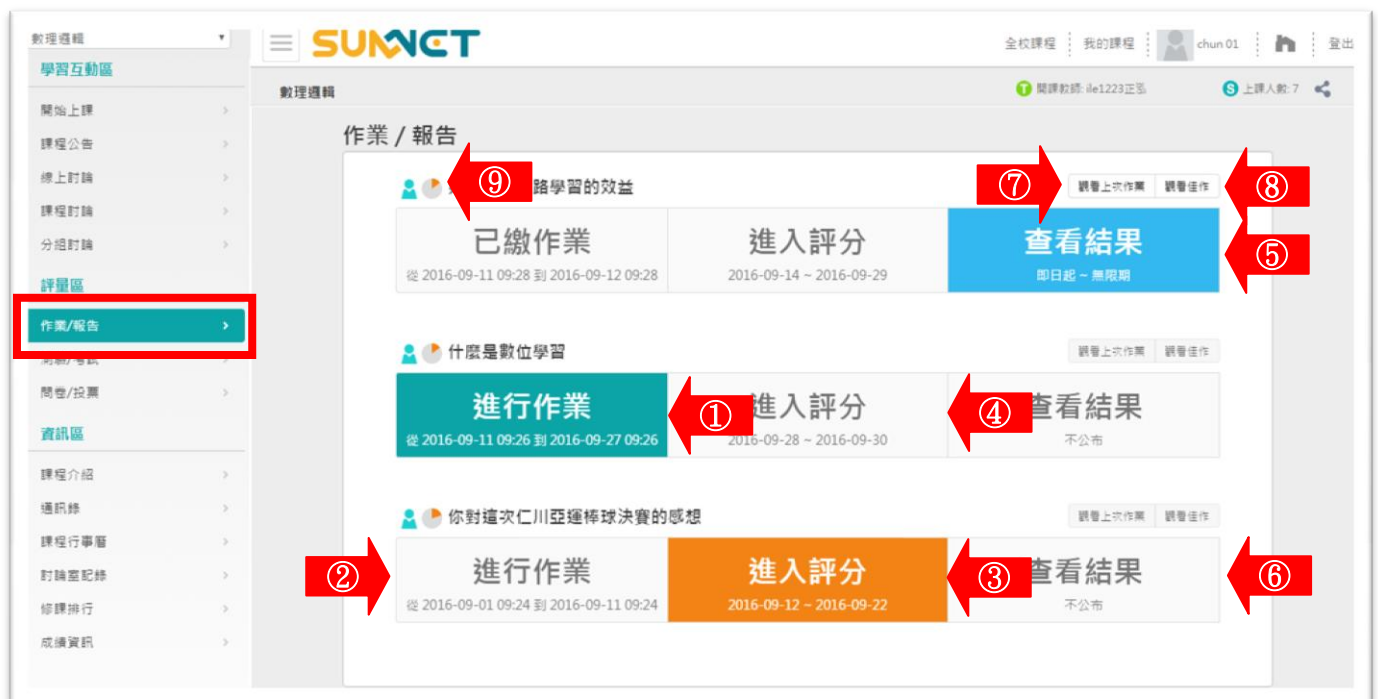 數理邏輯
SUNNET
全校課程 我的課程 chun 01 登出
學習互動區
數理邏輯
開課教師: ile1223正泓
上課人數: 7
開始上課
課程公告
線上討論
課程討論
分組討論
評量區
作業/報告
測驗/考試
問卷/投票
資訊區
課程介紹
通訊錄
課程行事曆
討論室記錄
修課排行
成績資訊
作業 / 報告
⑨ 路學習的效益
⑦ 觀看上次作業 觀看佳作 ⑧
已繳作業 進入評分 查看結果 ⑤
從 2016-09-11 09:28 到 2016-09-12 09:28 2016-09-14 ~ 2016-09-29 即日起 ~ 無限期
什麼是數位學習
觀看上次作業 觀看佳作
進行作業 ① 進入評分 ④ 查看結果
從 2016-09-11 09:26 到 2016-09-27 09:26 2016-09-28 ~ 2016-09-30 不公布
你對這次仁川亞運棒球決賽的感想
觀看上次作業 觀看佳作
② 進行作業 進入評分 ③ 查看結果 ⑥
從 2016-09-01 09:24 到 2016-09-11 09:24 2016-09-12 ~ 2016-09-22 不公布